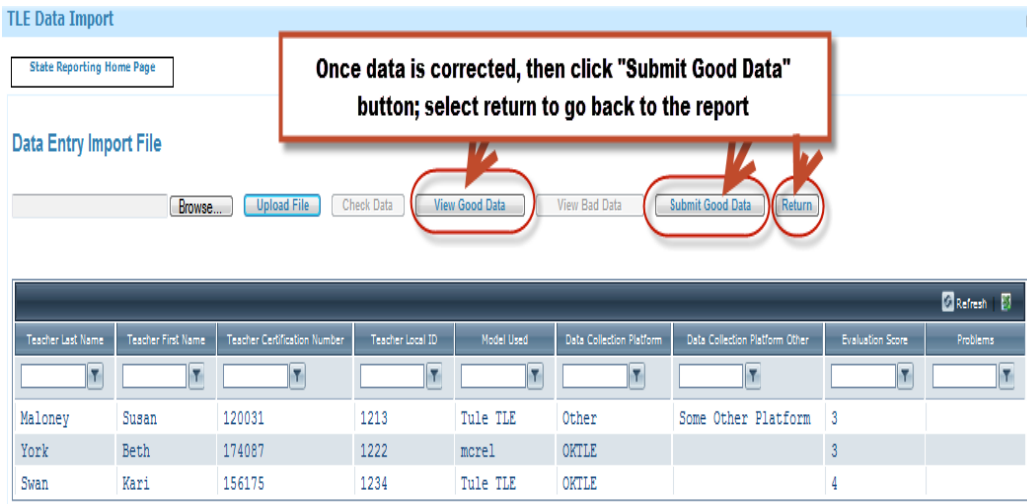 TLE Data Import
State Reporting Home Page
Once data is corrected, then click "Submit Good Data"
button; select return to go back to the report
Data Entry Import File
Browse... Upload File Check Data View Good Data View Bad Data Submit Good Data Return
Refresh
Teacher Last Name Teacher First Name Teacher Certification Number Teacher Local ID Model Used Data Collection Platform Data Collection Platform Other Evaluation Score Problems
Maloney Susan 120031 1213 Tule TLE Other Some Other Platform 3
York Beth 174087 1222 mcrel OKTLE 3
Swan Kari 156175 1234 Tule TLE OKTLE 4